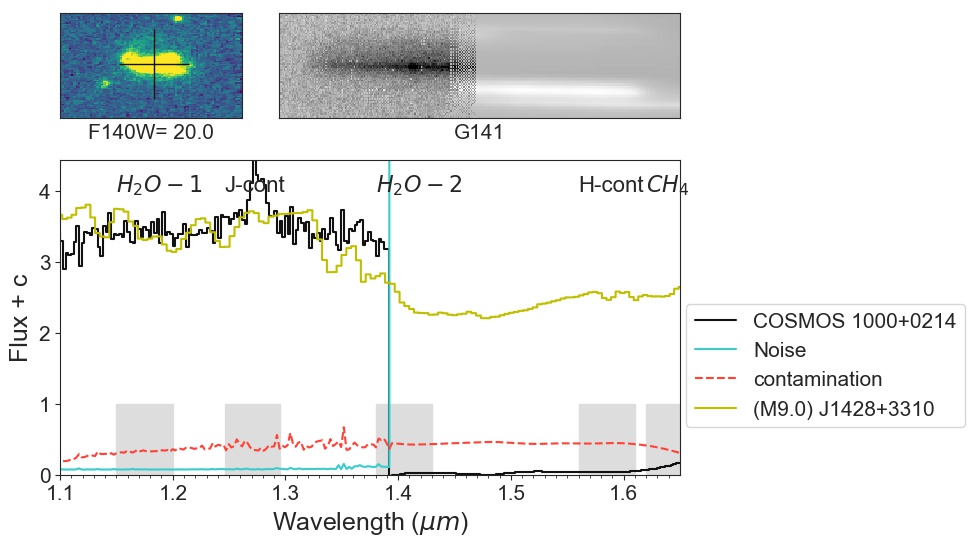 F140W= 20.0
G141
H₂O − 1
J-cont
H₂O − 2
H-cont
CH₄
4
3
2
1
0
Flux + c
1.1
1.2
1.3
1.4
1.5
1.6
Wavelength (μm)
COSMOS 1000+0214
Noise
contamination
(M9.0) J1428+3310